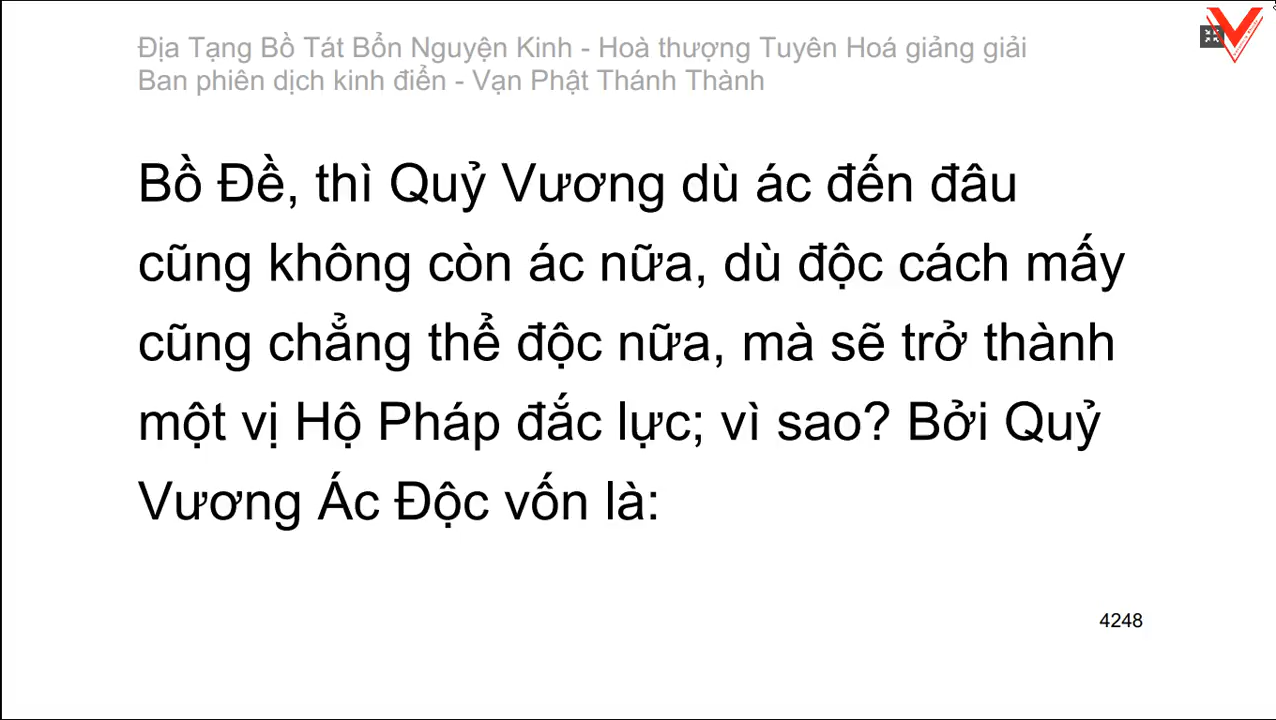 Địa Tạng Bồ Tát Bổn Nguyện Kinh - Hoà thượng Tuyên Hoá giảng giải
Ban phiên dịch kinh điển - Vạn Phật Thánh Thành
Bồ Đề, thì Quỷ Vương dù ác đến đâu
cũng không còn ác nữa, dù độc cách mấy
cũng chẳng thể độc nữa, mà sẽ trở thành
một vị Hộ Pháp đắc lực; vì sao? Bởi Quỷ
Vương Ác Độc vốn là:
4248